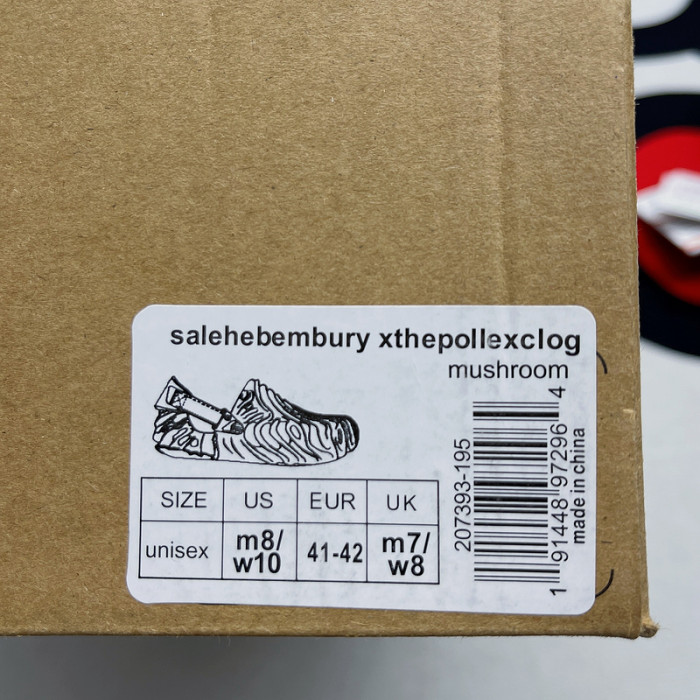 salehebembury xthepollexclog
mushroom
SIZE US EUR UK
unisex m8/ w10 41-42 m7/ w8
207393-195
1 91448 97296 4
made in china